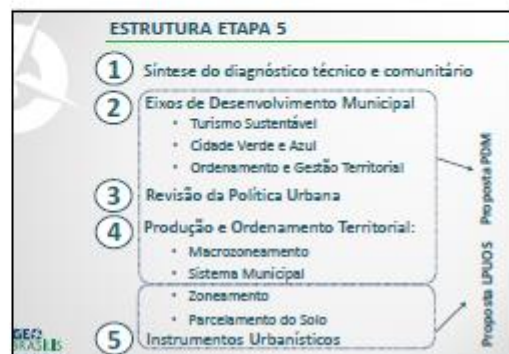 ESTRUTURA ETAPA 5
1 Síntese do diagnóstico técnico e comunitário
2 Eixos de Desenvolvimento Municipal
• Turismo Sustentável
• Cidade Verde e Azul
• Ordenamento e Gestão Territorial
3 Revisão da Política Urbana
4 Produção e Ordenamento Territorial:
• Macrozoneamento
• Sistema Municipal
• Zoneamento
• Parcelamento do Solo
5 Instrumentos Urbanísticos
Proposta PDM
Proposta LPUOS
GEO
BRASILIS